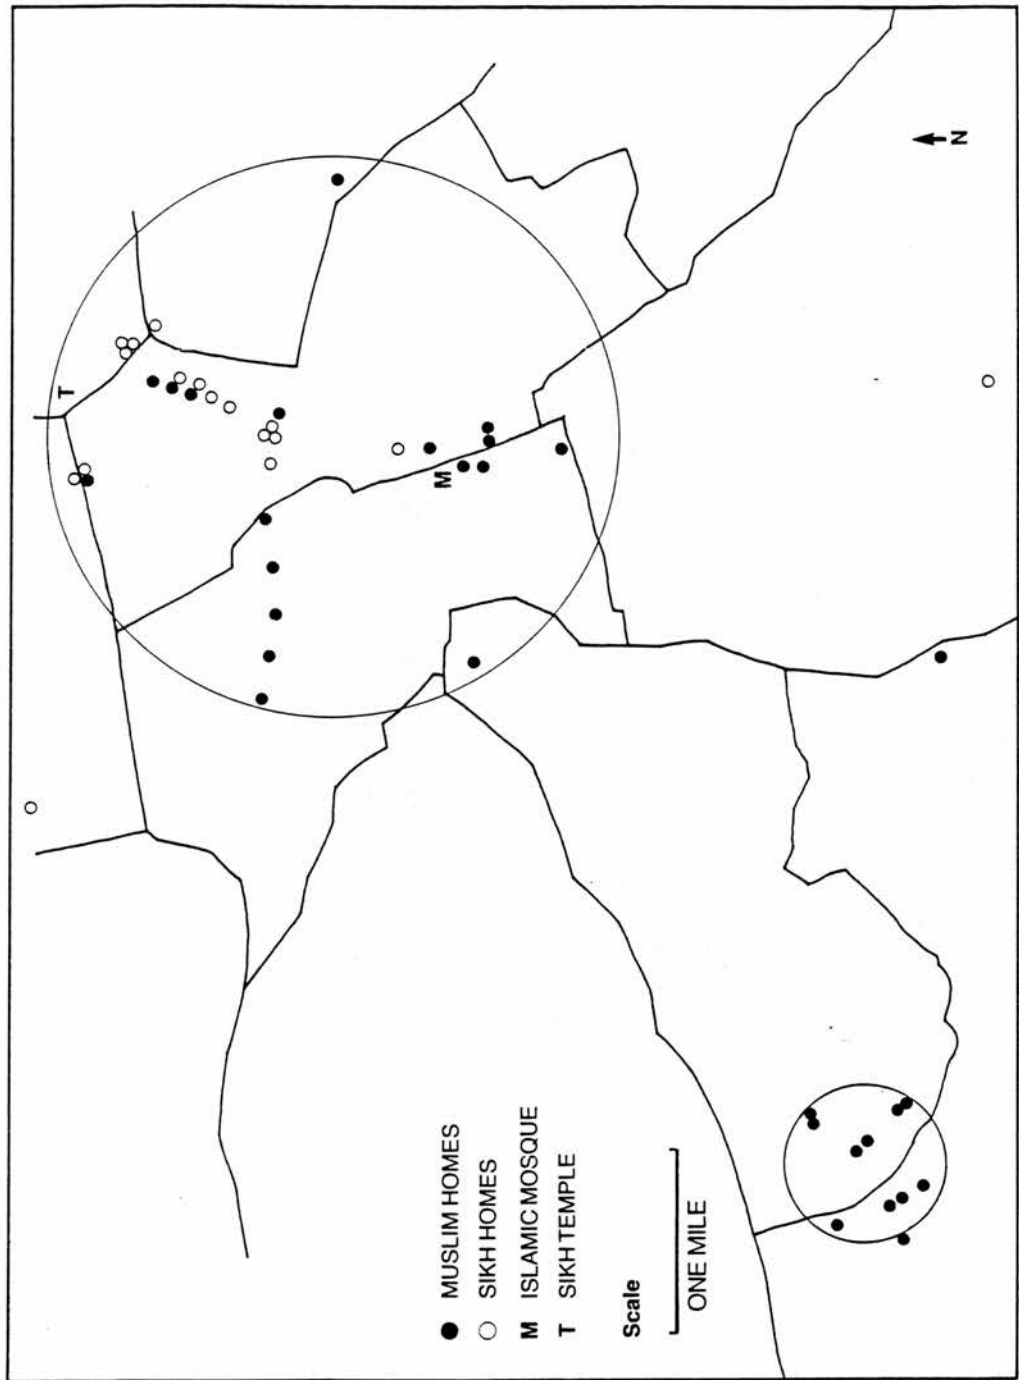 T
M
N
MUSLIM HOMES
SIKH HOMES
M ISLAMIC MOSQUE
T SIKH TEMPLE
Scale
ONE MILE